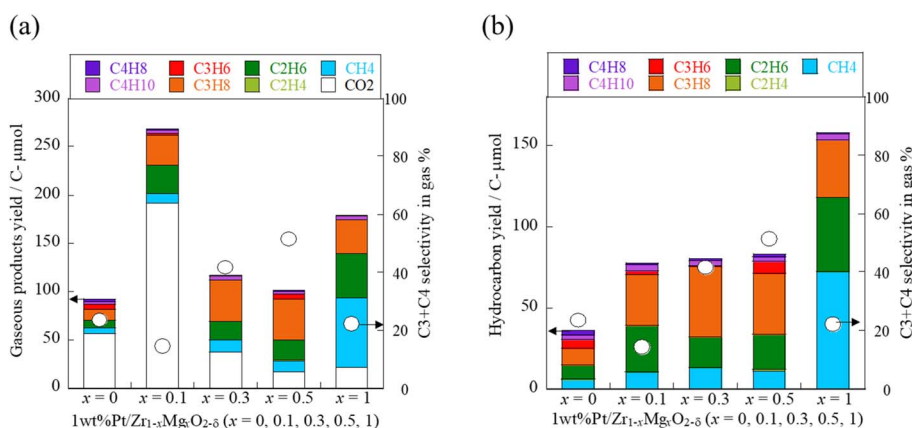 (a)
C4H8 C3H6 C2H6 CH4
C4H10 C3H8 C2H4 CO2
Gaseous products yield / C- μmol
300
250
200
150
100
50
0
100
80
60
40
20
0
C3+C4 selectivity in gas %
x = 0 x = 0.1 x = 0.3 x = 0.5 x = 1
1wt%Pt/Zr1-xMgxO2-δ (x = 0, 0.1, 0.3, 0.5, 1)
(b)
C4H8 C3H6 C2H6 CH4
C4H10 C3H8 C2H4
Hydrocarbon yield / C- μmol
150
100
50
0
100
80
60
40
20
0
C3+C4 selectivity in gas %
x = 0 x = 0.1 x = 0.3 x = 0.5 x = 1
1wt%Pt/Zr1-xMgxO2-δ (x = 0, 0.1, 0.3, 0.5, 1)